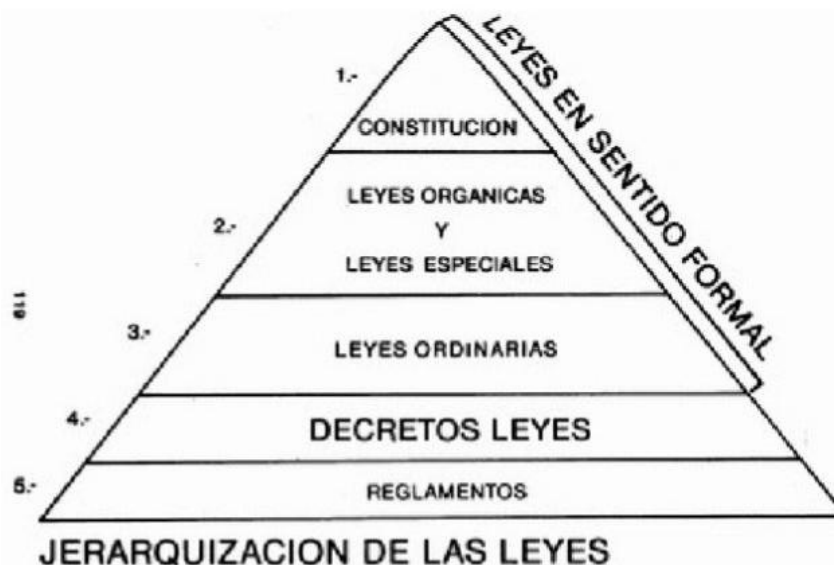 LEYES EN SENTIDO FORMAL
1.-
CONSTITUCION
2.-
LEYES ORGANICAS
Y
LEYES ESPECIALES
119
3.-
LEYES ORDINARIAS
4.-
DECRETOS LEYES
5.-
REGLAMENTOS
JERARQUIZACION DE LAS LEYES